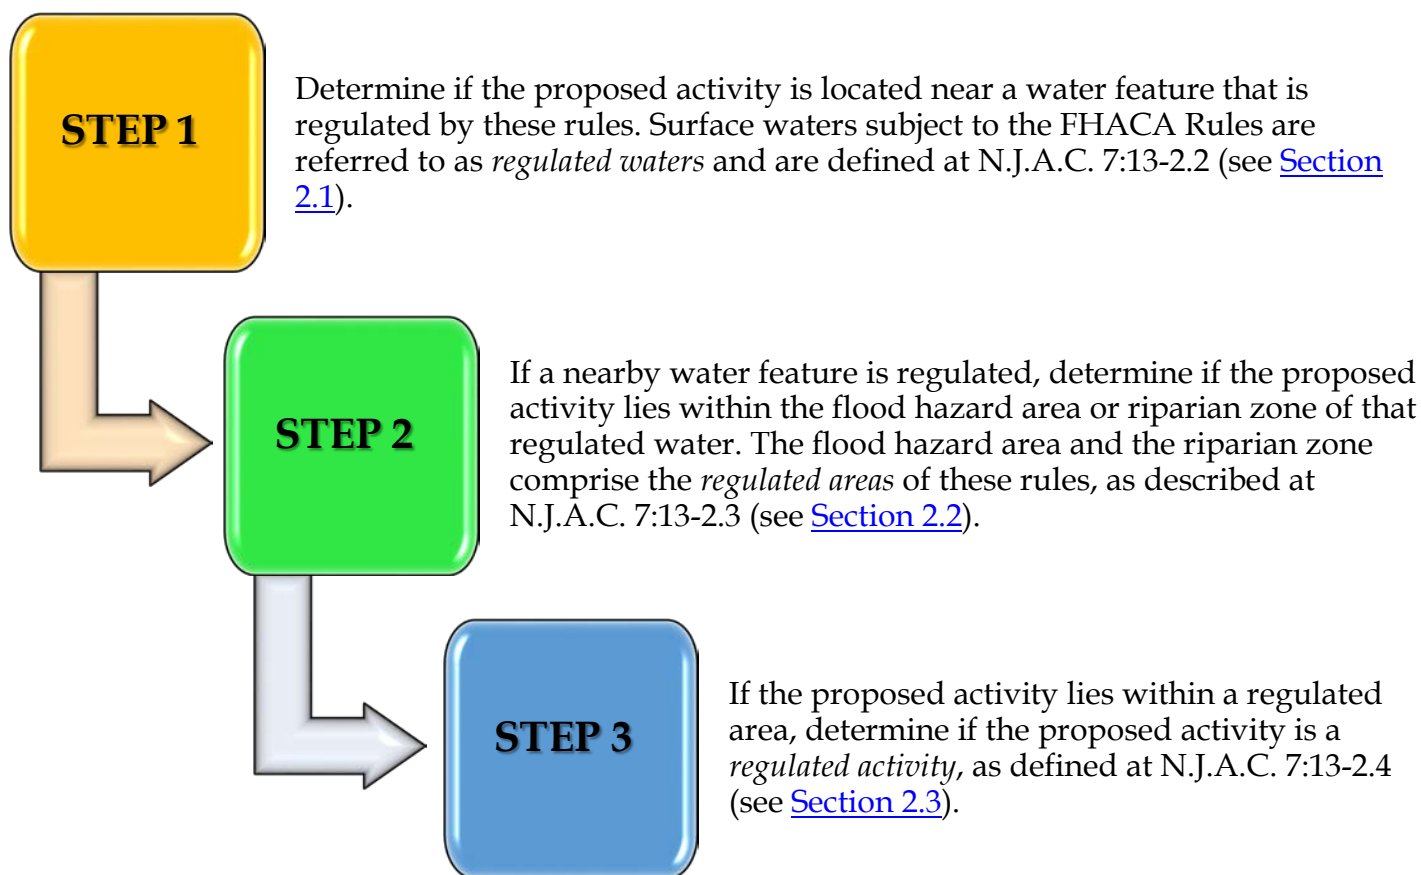 STEP 1
Determine if the proposed activity is located near a water feature that is
regulated by these rules. Surface waters subject to the FHACA Rules are
referred to as regulated waters and are defined at N.J.A.C. 7:13-2.2 (see Section
2.1).
STEP 2
If a nearby water feature is regulated, determine if the proposed
activity lies within the flood hazard area or riparian zone of that
regulated water. The flood hazard area and the riparian zone
comprise the regulated areas of these rules, as described at
N.J.A.C. 7:13-2.3 (see Section 2.2).
STEP 3
If the proposed activity lies within a regulated
area, determine if the proposed activity is a
regulated activity, as defined at N.J.A.C. 7:13-2.4
(see Section 2.3).